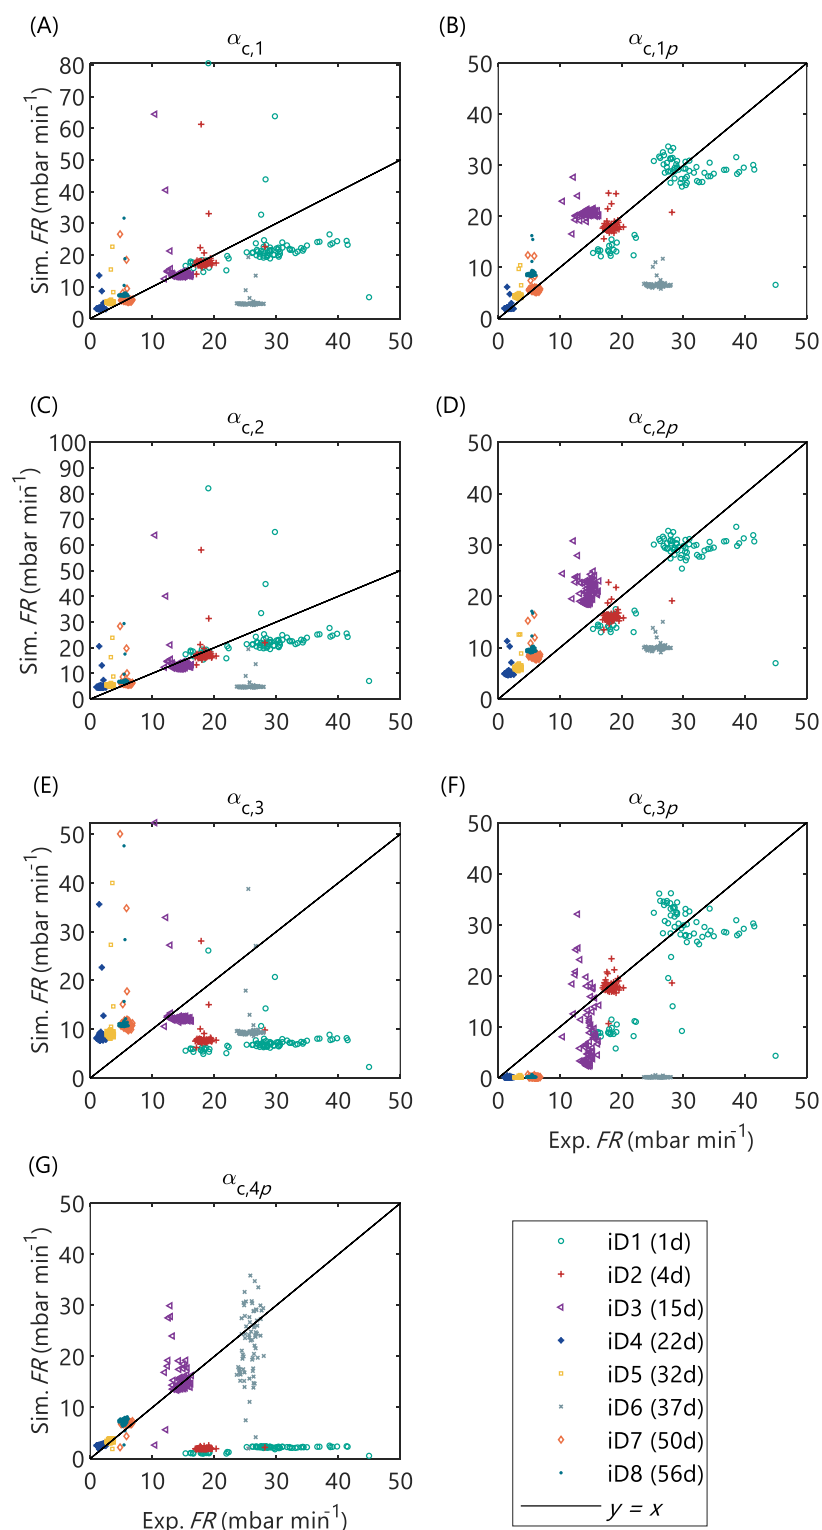 (A)
α_c,1
Sim. FR (mbar min⁻¹)
80
70
60
50
40
30
20
10
0
0 10 20 30 40 50
(B)
α_c,1p
50
40
30
20
10
0
0 10 20 30 40 50
(C)
α_c,2
Sim. FR (mbar min⁻¹)
100
90
80
70
60
50
40
30
20
10
0
0 10 20 30 40 50
(D)
α_c,2p
50
40
30
20
10
0
0 10 20 30 40 50
(E)
α_c,3
Sim. FR (mbar min⁻¹)
50
40
30
20
10
0
0 10 20 30 40 50
(F)
α_c,3p
50
40
30
20
10
0
0 10 20 30 40 50
Exp. FR (mbar min⁻¹)
(G)
α_c,4p
Sim. FR (mbar min⁻¹)
50
40
30
20
10
0
0 10 20 30 40 50
Exp. FR (mbar min⁻¹)
iD1 (1d)
iD2 (4d)
iD3 (15d)
iD4 (22d)
iD5 (32d)
iD6 (37d)
iD7 (50d)
iD8 (56d)
y = x